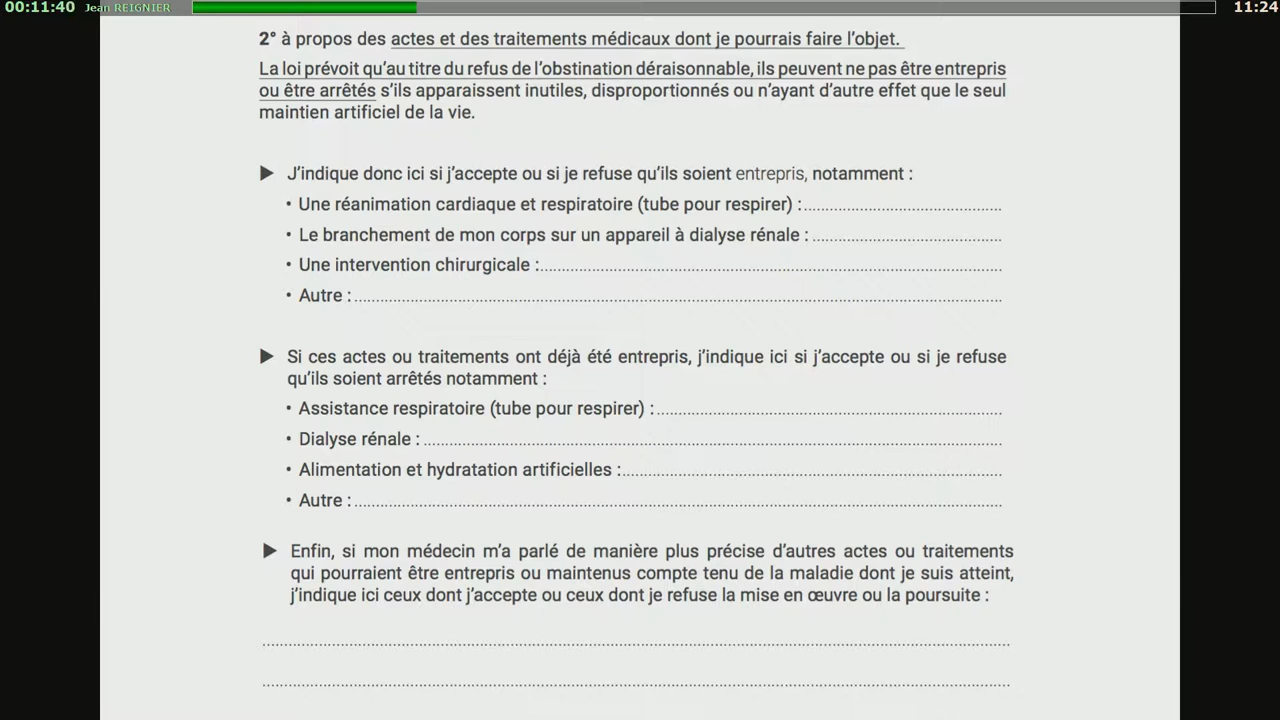 00:11:40 Jean REIGNIER 11:24
2° à propos des actes et des traitements médicaux dont je pourrais faire l'objet.
La loi prévoit qu'au titre du refus de l'obstination déraisonnable, ils peuvent ne pas être entrepris
ou être arrêtés s'ils apparaissent inutiles, disproportionnés ou n'ayant d'autre effet que le seul
maintien artificiel de la vie.
▶ J'indique donc ici si j'accepte ou si je refuse qu'ils soient entrepris, notamment :
• Une réanimation cardiaque et respiratoire (tube pour respirer) :
• Le branchement de mon corps sur un appareil à dialyse rénale :
• Une intervention chirurgicale :
• Autre :
▶ Si ces actes ou traitements ont déjà été entrepris, j'indique ici si j'accepte ou si je refuse
qu'ils soient arrêtés notamment :
• Assistance respiratoire (tube pour respirer) :
• Dialyse rénale :
• Alimentation et hydratation artificielles :
• Autre :
▶ Enfin, si mon médecin m'a parlé de manière plus précise d'autres actes ou traitements
qui pourraient être entrepris ou maintenus compte tenu de la maladie dont je suis atteint,
j'indique ici ceux dont j'accepte ou ceux dont je refuse la mise en œuvre ou la poursuite :